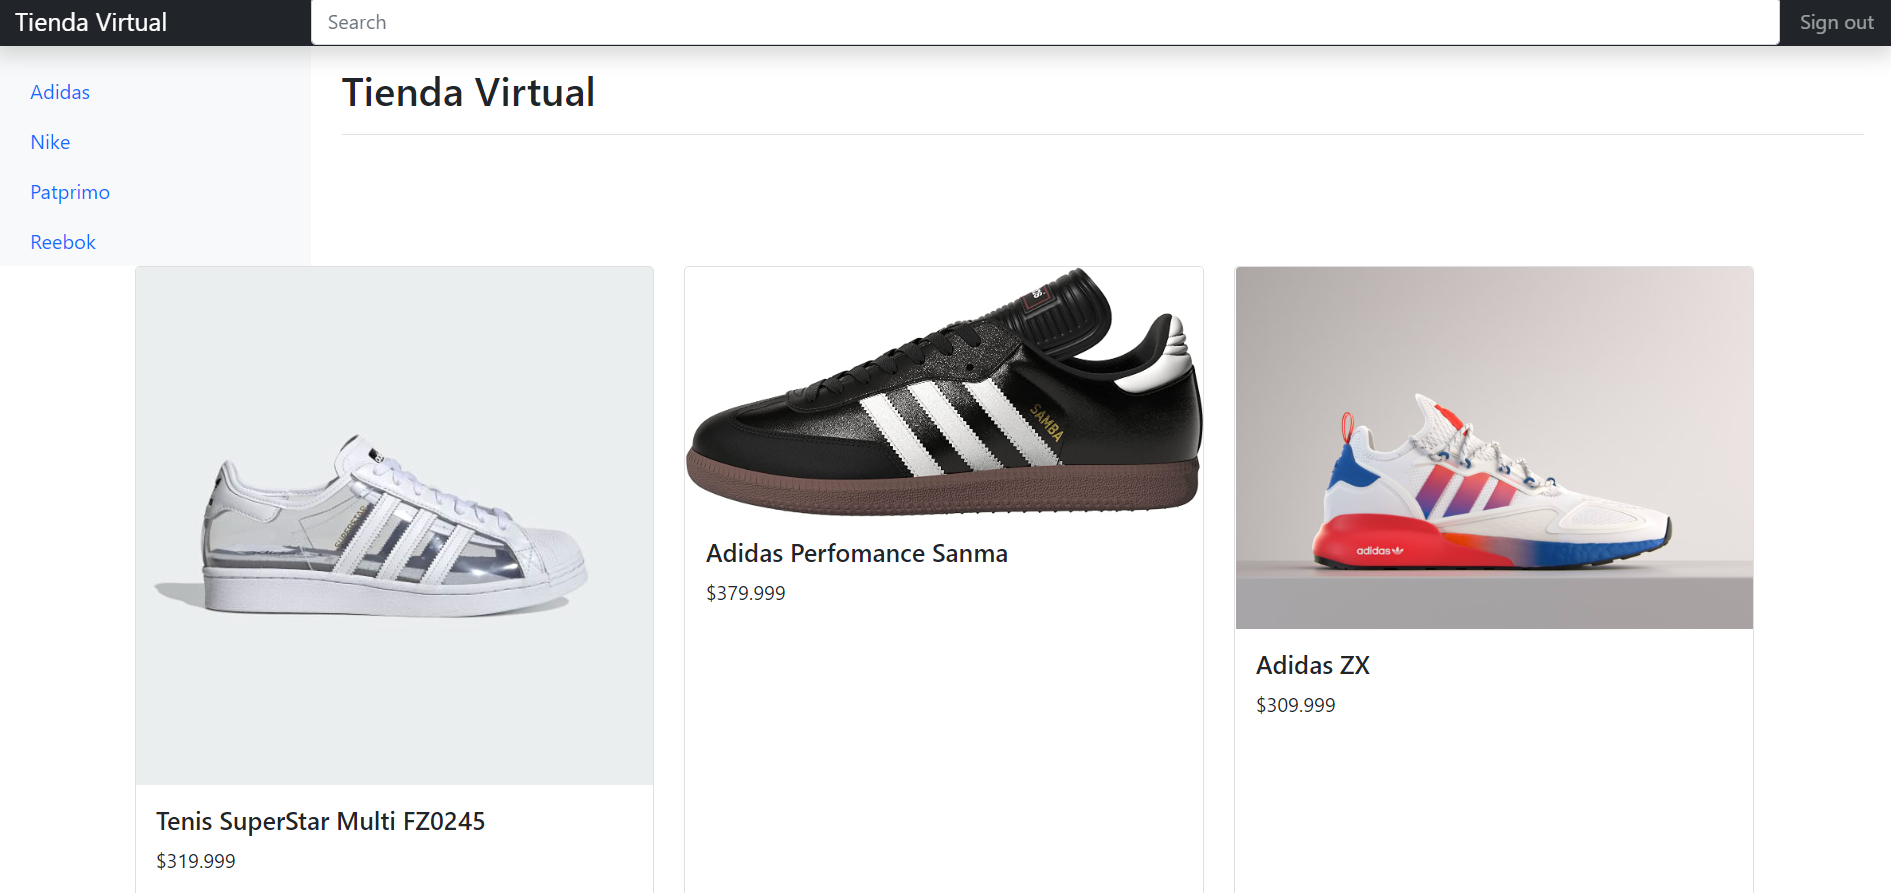 Tienda Virtual
Search
Sign out
Adidas
Nike
Patprimo
Reebok
Tienda Virtual
SUPERSTAR
Tenis SuperStar Multi FZ0245
$319.999
SAMBA
Adidas Perfomance Sanma
$379.999
adidas
Adidas ZX
$309.999